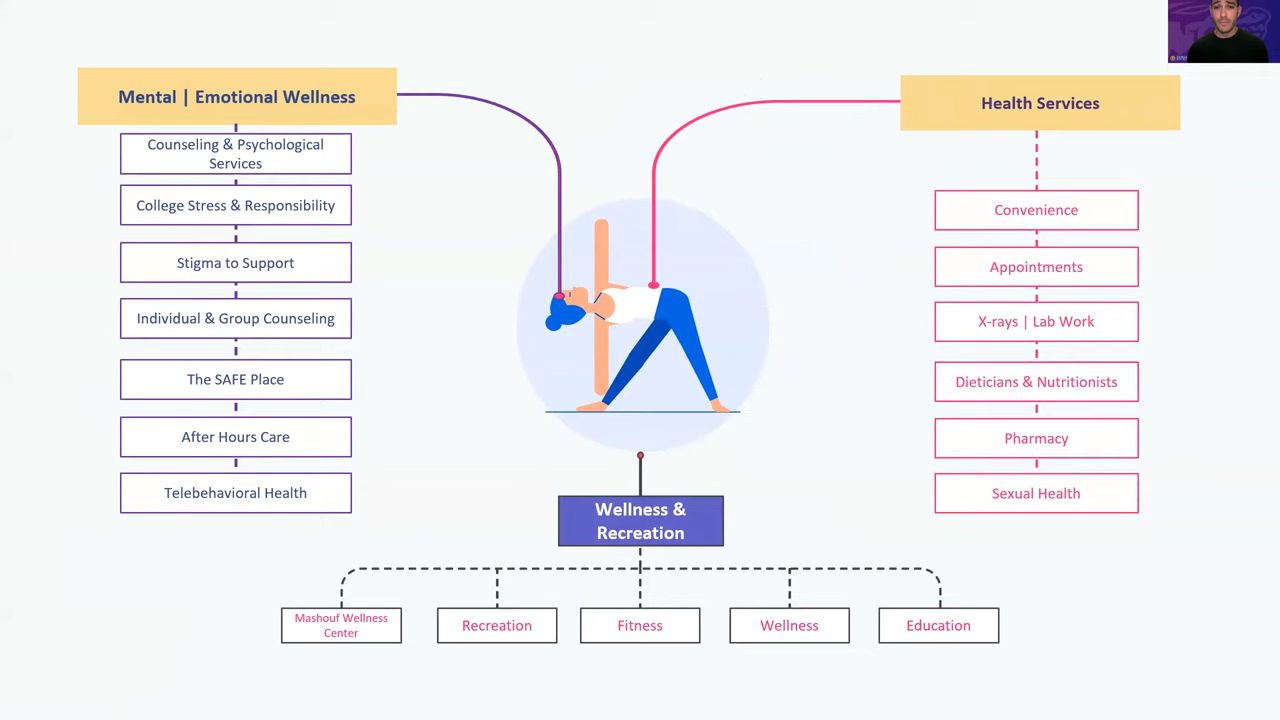 Mental | Emotional Wellness
Counseling & Psychological
Services
College Stress & Responsibility
Stigma to Support
Individual & Group Counseling
The SAFE Place
After Hours Care
Telebehavioral Health
Health Services
Convenience
Appointments
X-rays | Lab Work
Dieticians & Nutritionists
Pharmacy
Sexual Health
Wellness &
Recreation
Mashouf Wellness
Center
Recreation
Fitness
Wellness
Education